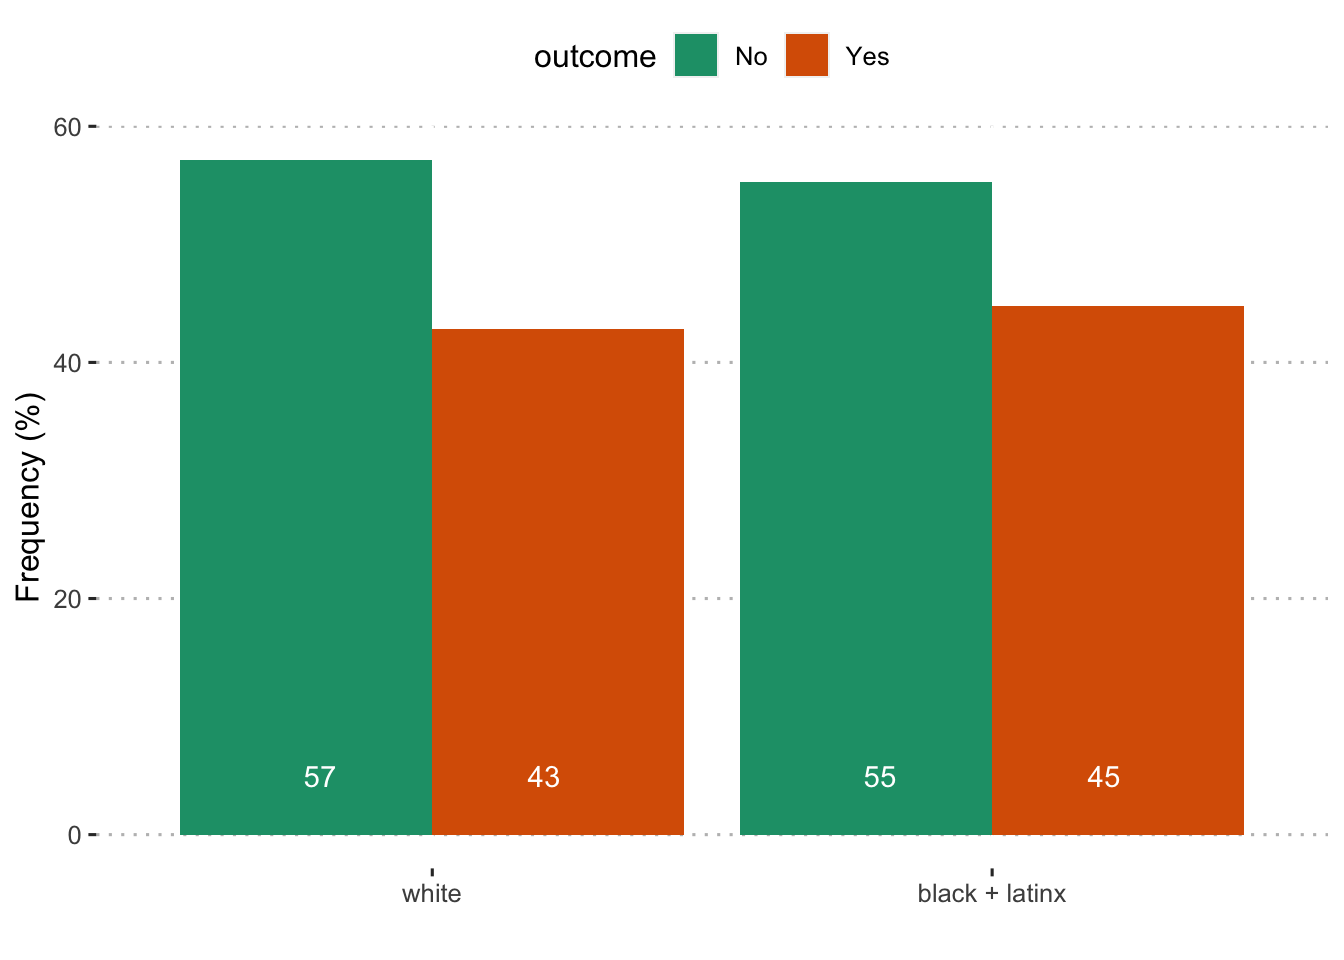 outcome No Yes
60
40
20
0
Frequency (%)
57 43 55 45
white black + latinx